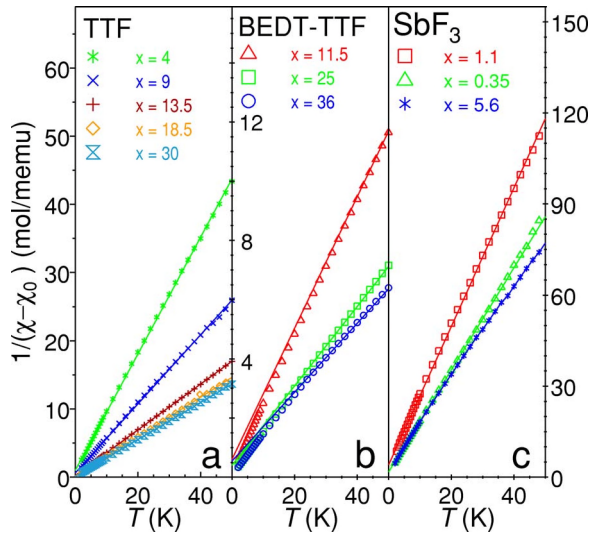 TTF
x = 4
x = 9
x = 13.5
x = 18.5
x = 30
BEDT-TTF
x = 11.5
x = 25
x = 36
SbF3
x = 1.1
x = 0.35
x = 5.6
1/(χ–χ0 ) (mol/memu)
60
50
40
30
20
10
0
12
8
4
150
120
90
60
30
0
a
b
c
0 20 40
0 20 40
0 20 40
T (K)
T (K)
T (K)